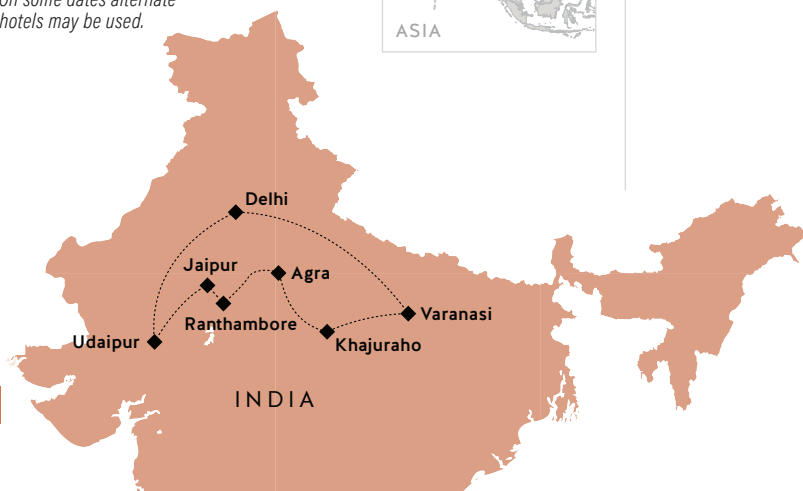 on some dates alternate
hotels may be used.
ASIA
Delhi
Jaipur
Agra
Ranthambore
Varanasi
Udaipur
Khajuraho
INDIA